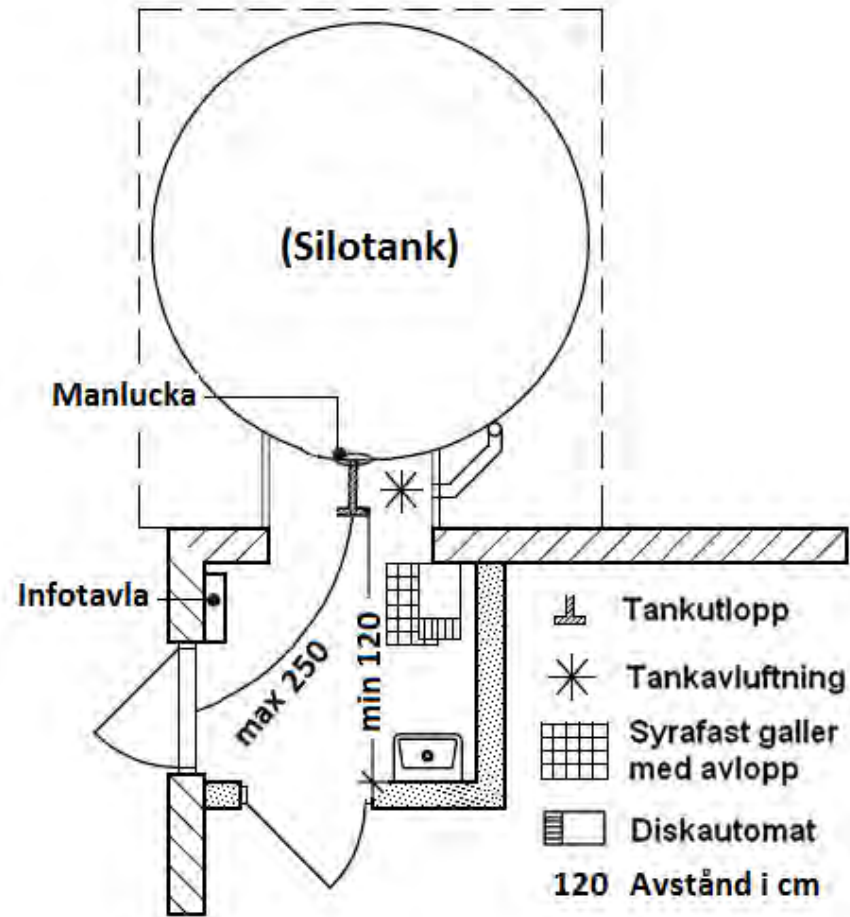 (Silotank)
Manlucka
Infotavla
max 250
min 120
Tankutlopp
Tankavluftning
Syrafast galler
med avlopp
Diskautomat
120 Avstånd i cm